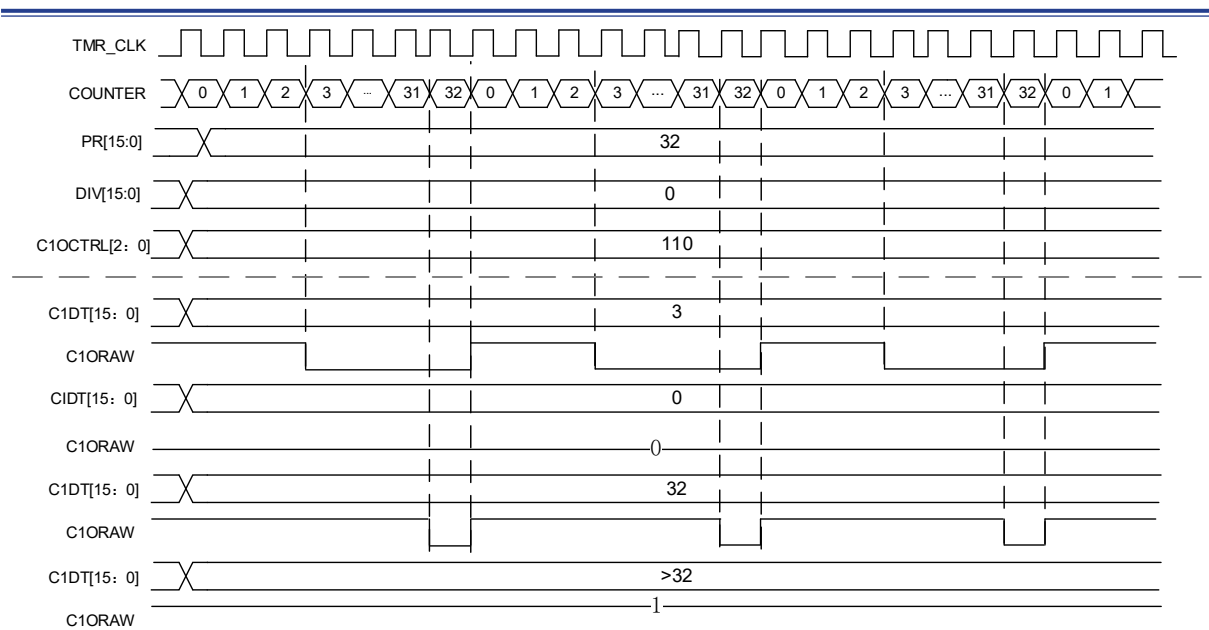 TMR_CLK
COUNTER 0 1 2 3 ... 31 32 0 1 2 3 ... 31 32 0 1 2 3 ... 31 32 0 1
PR[15:0] 32
DIV[15:0] 0
C1OCTRL[2：0] 110
C1DT[15：0] 3
C1ORAW
CIDT[15：0] 0
C1ORAW 0
C1DT[15：0] 32
C1ORAW
C1DT[15：0] >32
C1ORAW 1